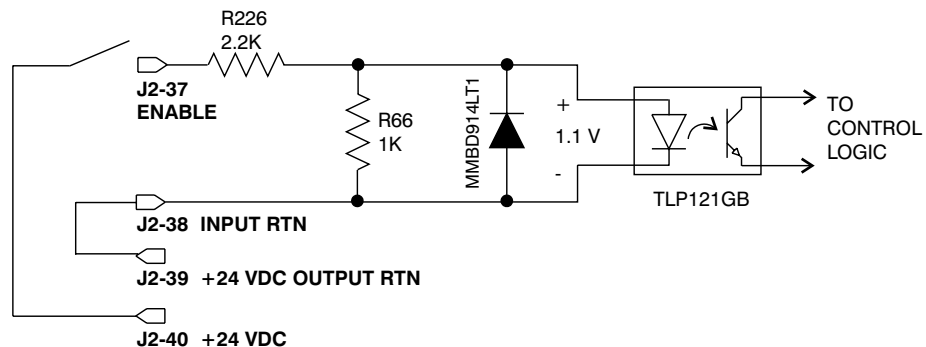 R226
2.2K
J2-37
ENABLE
R66
1K
MMBD914LT1
+
1.1 V
-
TLP121GB
TO
CONTROL
LOGIC
J2-38 INPUT RTN
J2-39 +24 VDC OUTPUT RTN
J2-40 +24 VDC